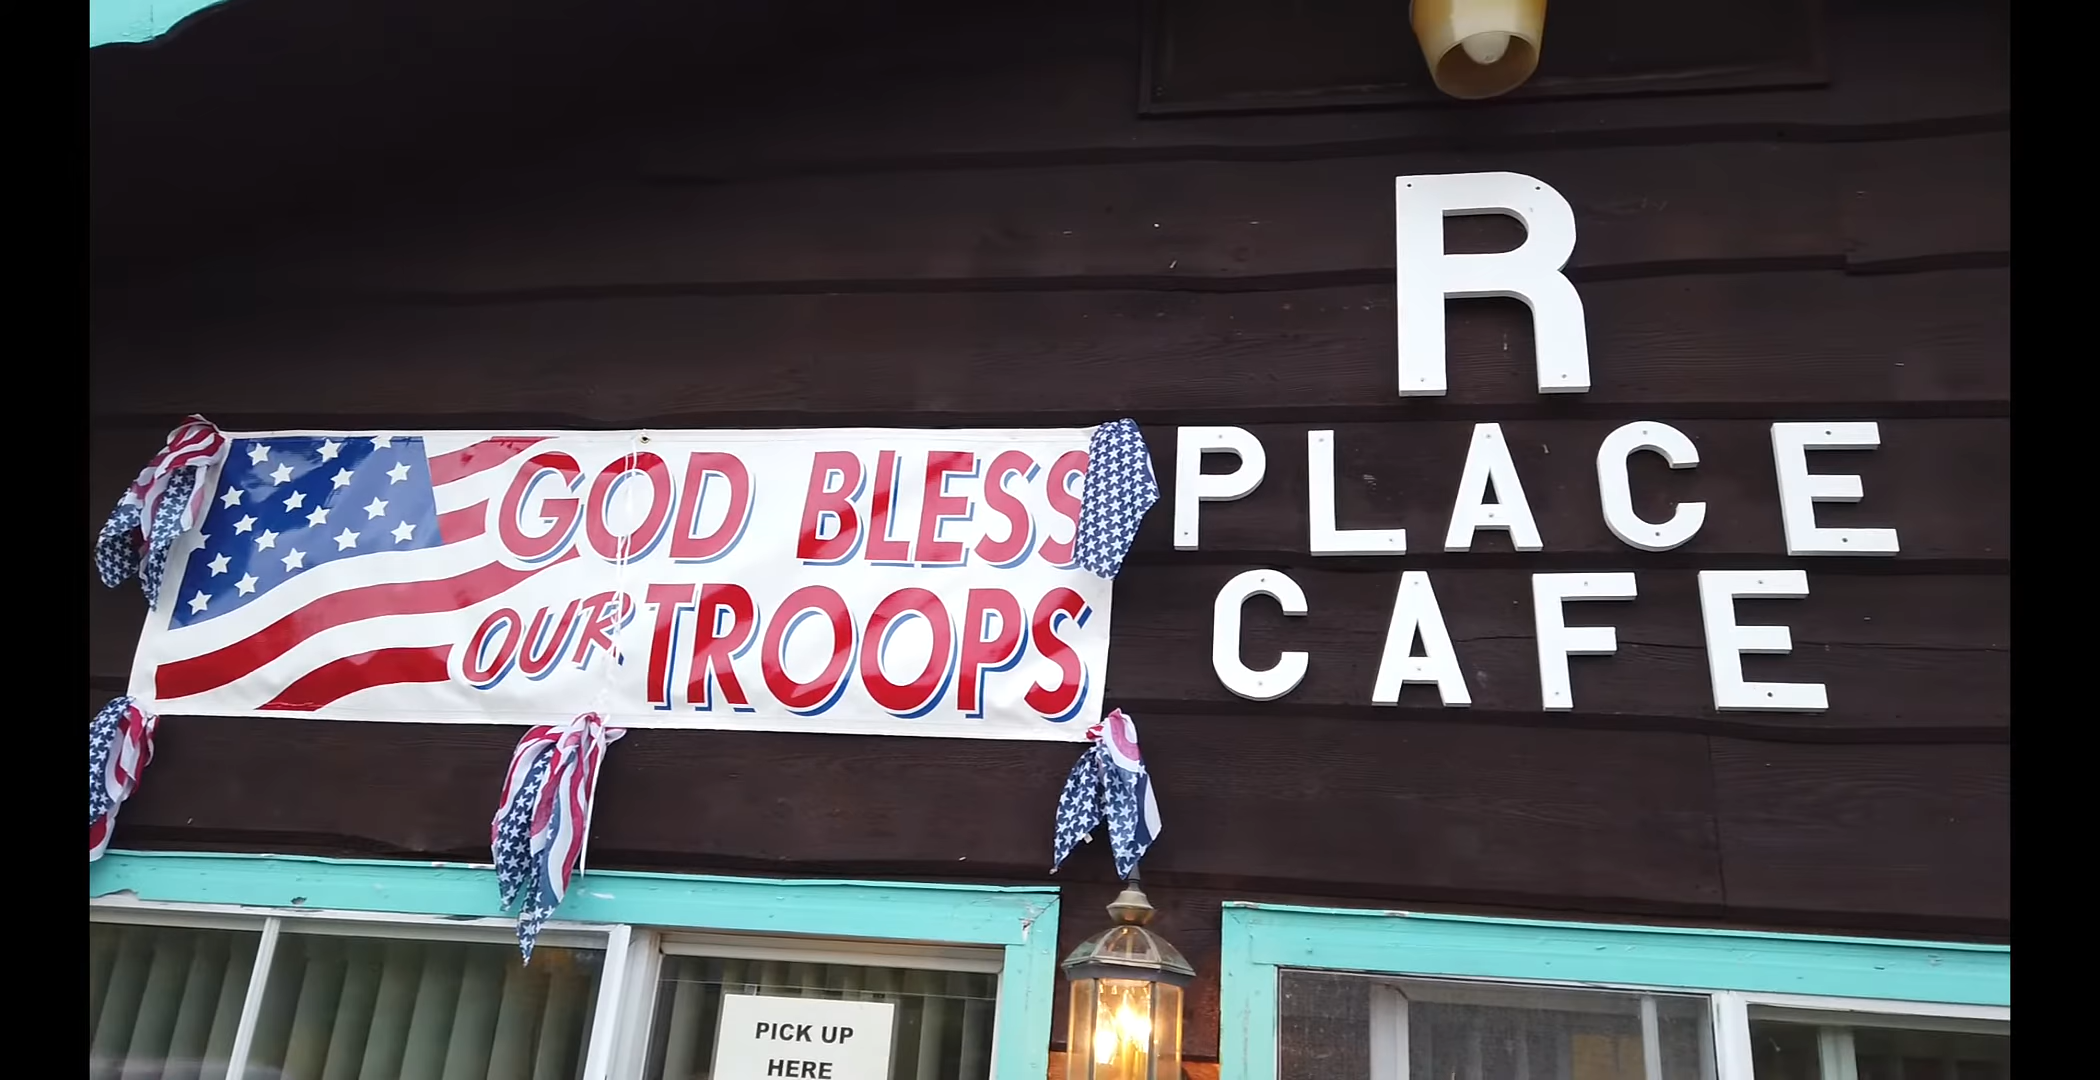 GOD BLESS
OUR TROOPS
R
PLACE
CAFE
PICK UP
HERE